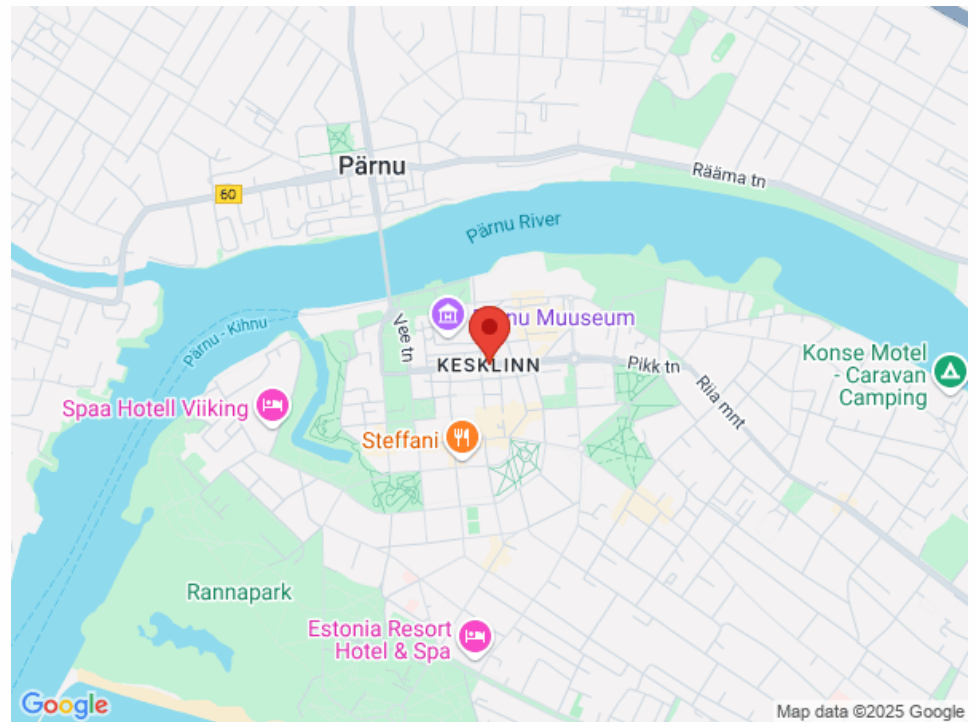 Pärnu
60
Rääma tn
Pärnu River
Pärnu - Kihnu
Vee tn
Muuseum
KESKLINN
Pikk tn
Riia mnt
Konse Motel
- Caravan
Camping
Spaa Hotell Viiking
Steffani
Rannapark
Estonia Resort
Hotel & Spa
Google
Map data ©2025 Google